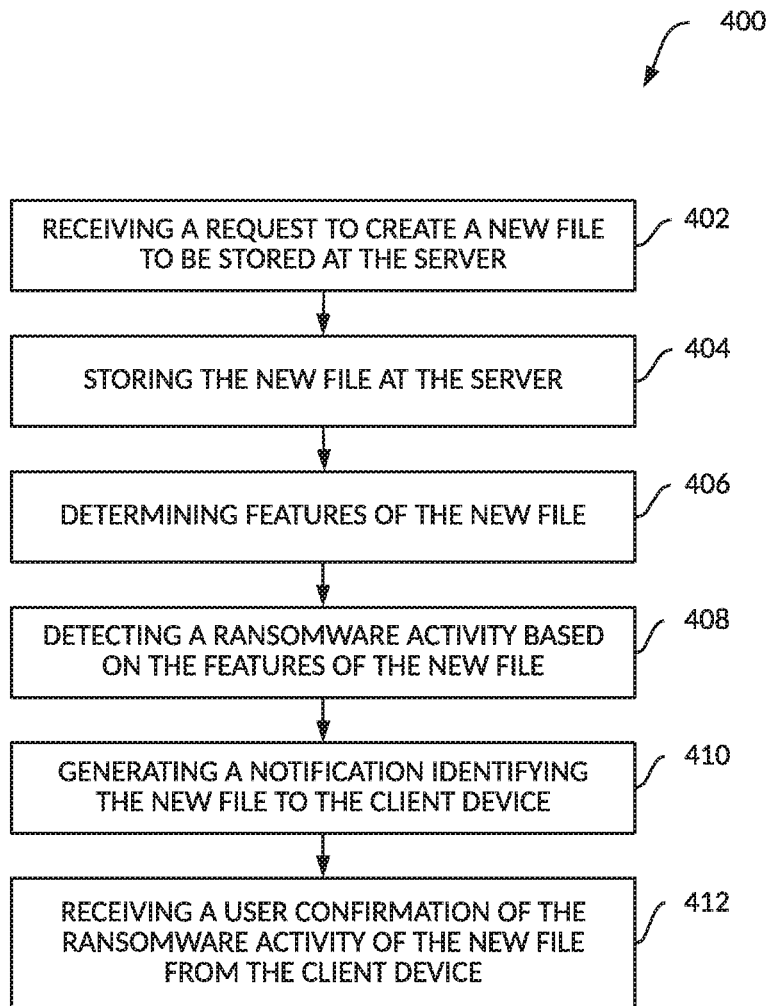 400
RECEIVING A REQUEST TO CREATE A NEW FILE
TO BE STORED AT THE SERVER
402
STORING THE NEW FILE AT THE SERVER
404
DETERMINING FEATURES OF THE NEW FILE
406
DETECTING A RANSOMWARE ACTIVITY BASED
ON THE FEATURES OF THE NEW FILE
408
GENERATING A NOTIFICATION IDENTIFYING
THE NEW FILE TO THE CLIENT DEVICE
410
RECEIVING A USER CONFIRMATION OF THE
RANSOMWARE ACTIVITY OF THE NEW FILE
FROM THE CLIENT DEVICE
412